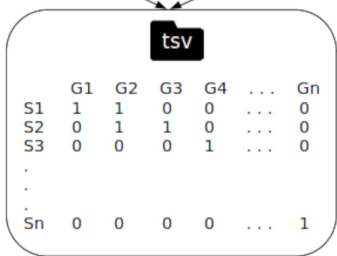 tsv
G1 G2 G3 G4 ... Gn
S1 1 1 0 0 ... 0
S2 0 1 1 0 ... 0
S3 0 0 0 1 ... 0
.
.
.
Sn 0 0 0 0 ... 1